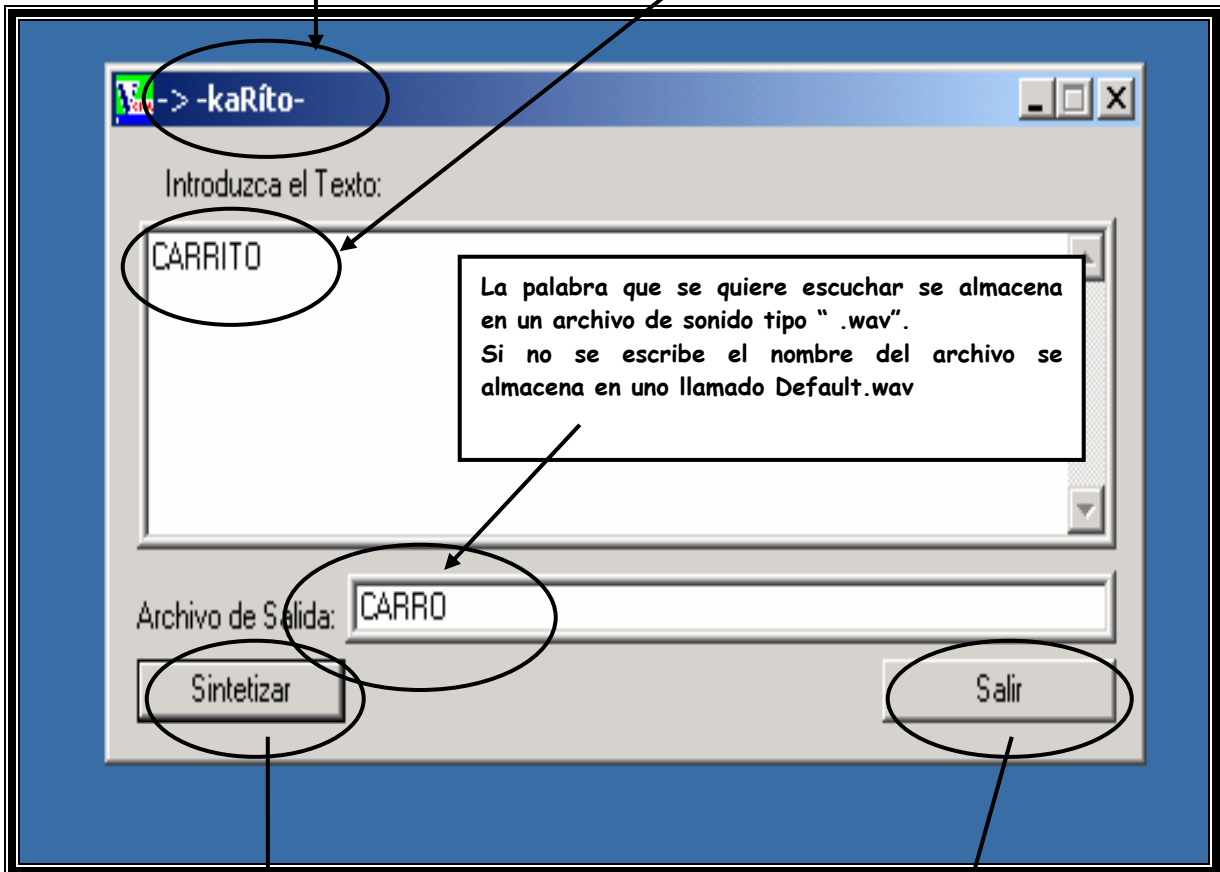 -> -kaRíto-
Introduzca el Texto:
CARRITO
La palabra que se quiere escuchar se almacena
en un archivo de sonido tipo “ .wav”.
Si no se escribe el nombre del archivo se
almacena en uno llamado Default.wav
Archivo de Salida: CARRO
Sintetizar Salir